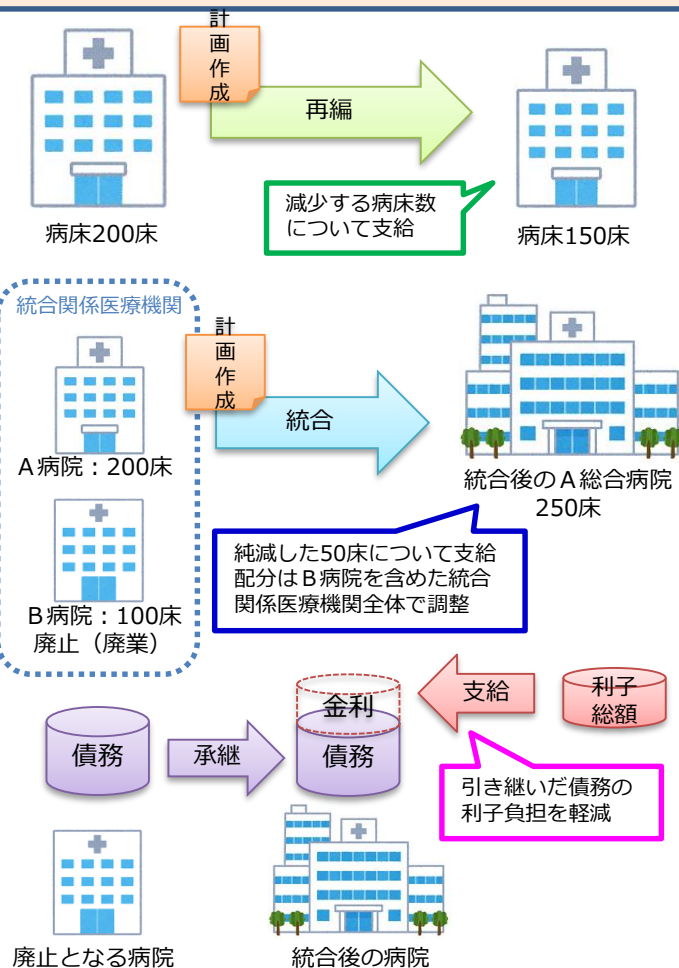 計画作成
再編
減少する病床数
について支給
病床200床
病床150床
統合関係医療機関
計画作成
統合
A病院：200床
統合後のA総合病院
250床
純減した50床について支給
配分はB病院を含めた統合
関係医療機関全体で調整
B病院：100床
廃止（廃業）
債務
承継
金利
債務
支給
利子
総額
引き継いだ債務の
利子負担を軽減
廃止となる病院
統合後の病院